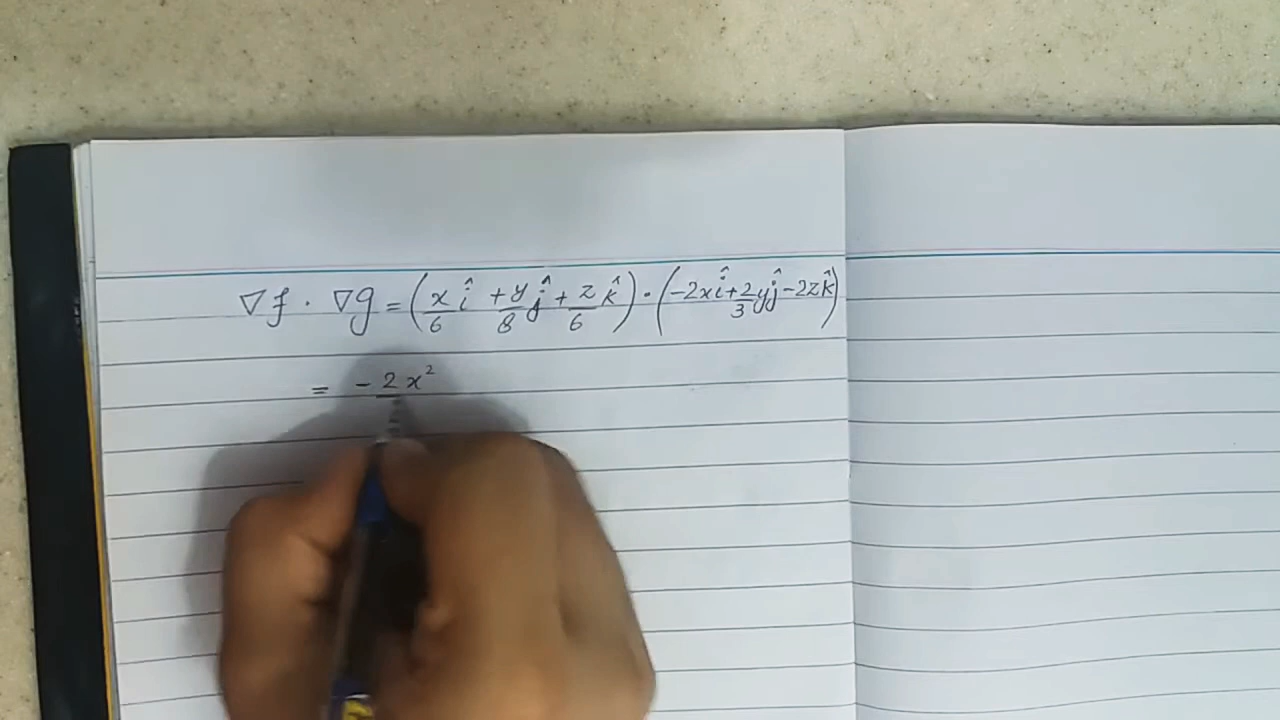 ∇f · ∇g = (x/6 î + y/8 ĵ + z/6 k̂) · (-2xî + 2/3 yĵ - 2zk̂)
= - 2x²